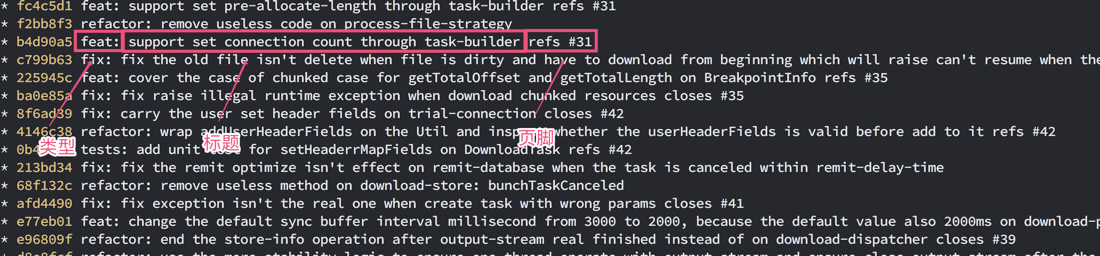 * fc4c5d1 feat: support set pre-allocate-length through task-builder refs #31
* f2bb8f3 refactor: remove useless code on process-file-strategy
* b4d90a5 feat: support set connection count through task-builder refs #31
* c799b63 fix: fix the old file isn't delete when file is dirty and have to download from beginning which will raise can't resume when the
* 225945c feat: cover the case of chunked case for getTotalOffset and getTotalLength on BreakpointInfo refs #35
* ba0e85a fix: fix raise illegal runtime exception when download chunked resources closes #35
* 8f6ad39 fix: carry the user set header fields on trial-connection closes #42
* 4146c38 refactor: wrap addUserHeaderFields on the Util and whether the userHeaderFields is valid before add to it refs #42
类型 标题 页脚
* tests: add unit for setHeaderrMapFields on DownloadTask refs #42
* 213bd34 fix: fix the remit optimize isn't effect on remit-database when the task is canceled within remit-delay-time
* 68f132c refactor: remove useless method on download-store: bunchTaskCanceled
* afd4490 fix: fix exception isn't the real one when create task with wrong params closes #41
* e77eb01 feat: change the default sync buffer interval millisecond from 3000 to 2000, because the default value also 2000ms on download-p
* e96809f refactor: end the store-info operation after output-stream real finished instead of on download-dispatcher closes #39